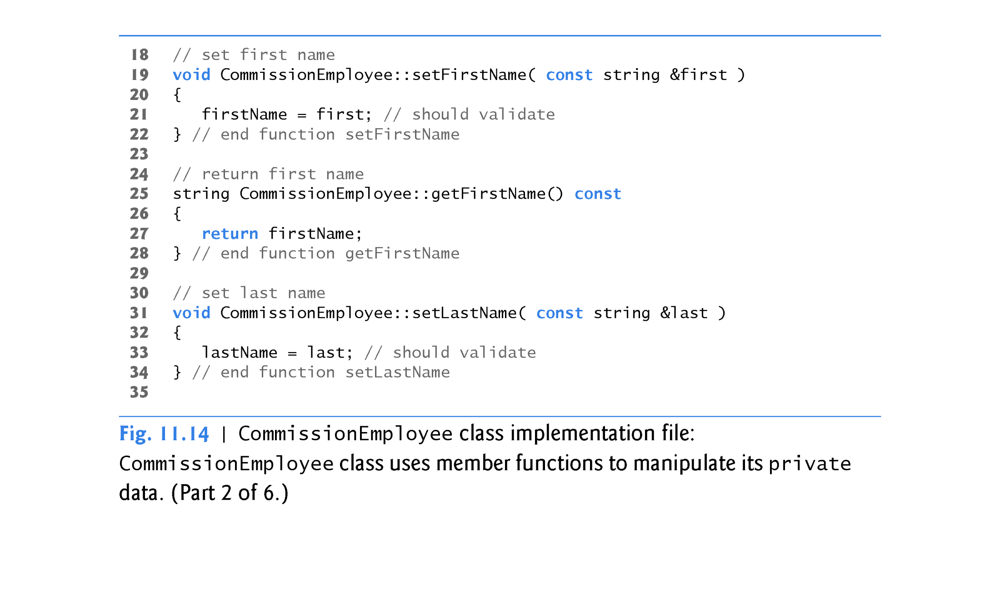 18 // set first name
19 void CommissionEmployee::setFirstName( const string &first )
20 {
21    firstName = first; // should validate
22 } // end function setFirstName
23
24 // return first name
25 string CommissionEmployee::getFirstName() const
26 {
27    return firstName;
28 } // end function getFirstName
29
30 // set last name
31 void CommissionEmployee::setLastName( const string &last )
32 {
33    lastName = last; // should validate
34 } // end function setLastName
35
Fig. 11.14 | CommissionEmployee class implementation file:
CommissionEmployee class uses member functions to manipulate its private
data. (Part 2 of 6.)